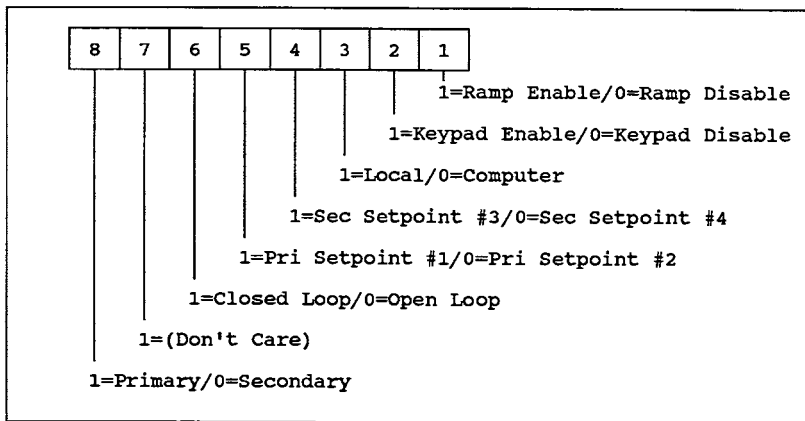 8 7 6 5 4 3 2 1
1=Ramp Enable/0=Ramp Disable
1=Keypad Enable/0=Keypad Disable
1=Local/0=Computer
1=Sec Setpoint #3/0=Sec Setpoint #4
1=Pri Setpoint #1/0=Pri Setpoint #2
1=Closed Loop/0=Open Loop
1=(Don't Care)
1=Primary/0=Secondary